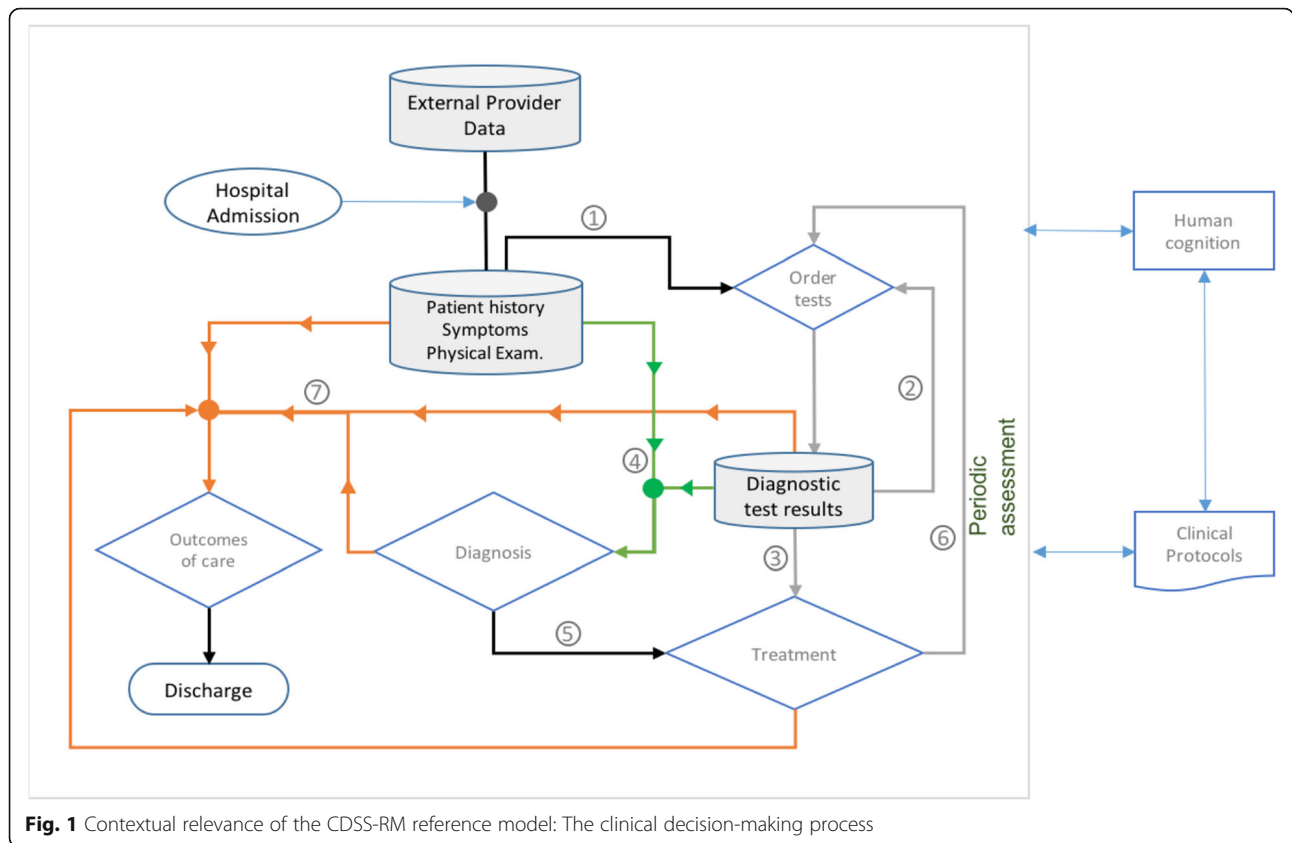 External Provider
Data
Hospital
Admission
①
Human
cognition
Order
tests
Patient history
Symptoms
Physical Exam.
②
⑦
④
Diagnostic
test results
Periodic
assessment
⑥
Outcomes
of care
Diagnosis
③
Clinical
Protocols
⑤
Treatment
Discharge
Fig. 1 Contextual relevance of the CDSS-RM reference model: The clinical decision-making process